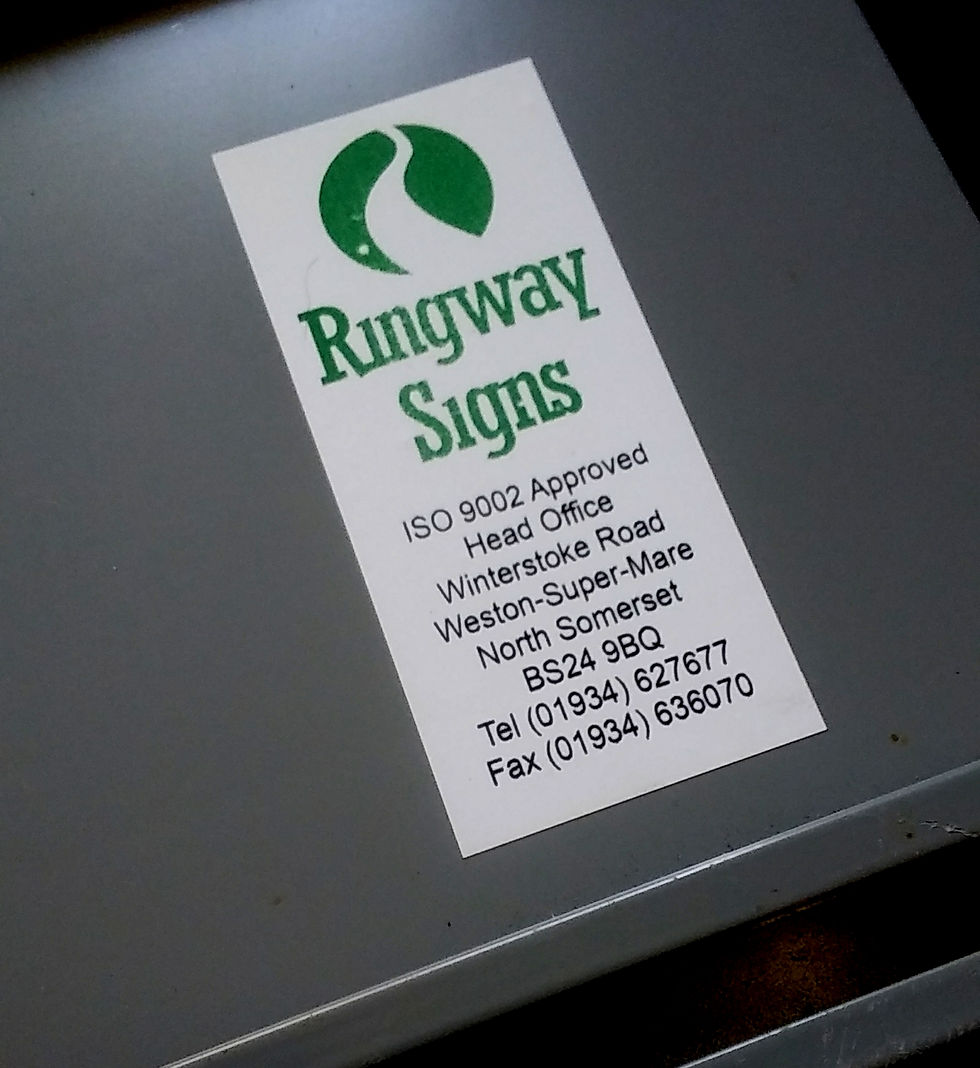 Ringway
Signs
ISO 9002 Approved
Head Office
Winterstoke Road
Weston-Super-Mare
North Somerset
BS24 9BQ
Tel (01934) 627677
Fax (01934) 636070